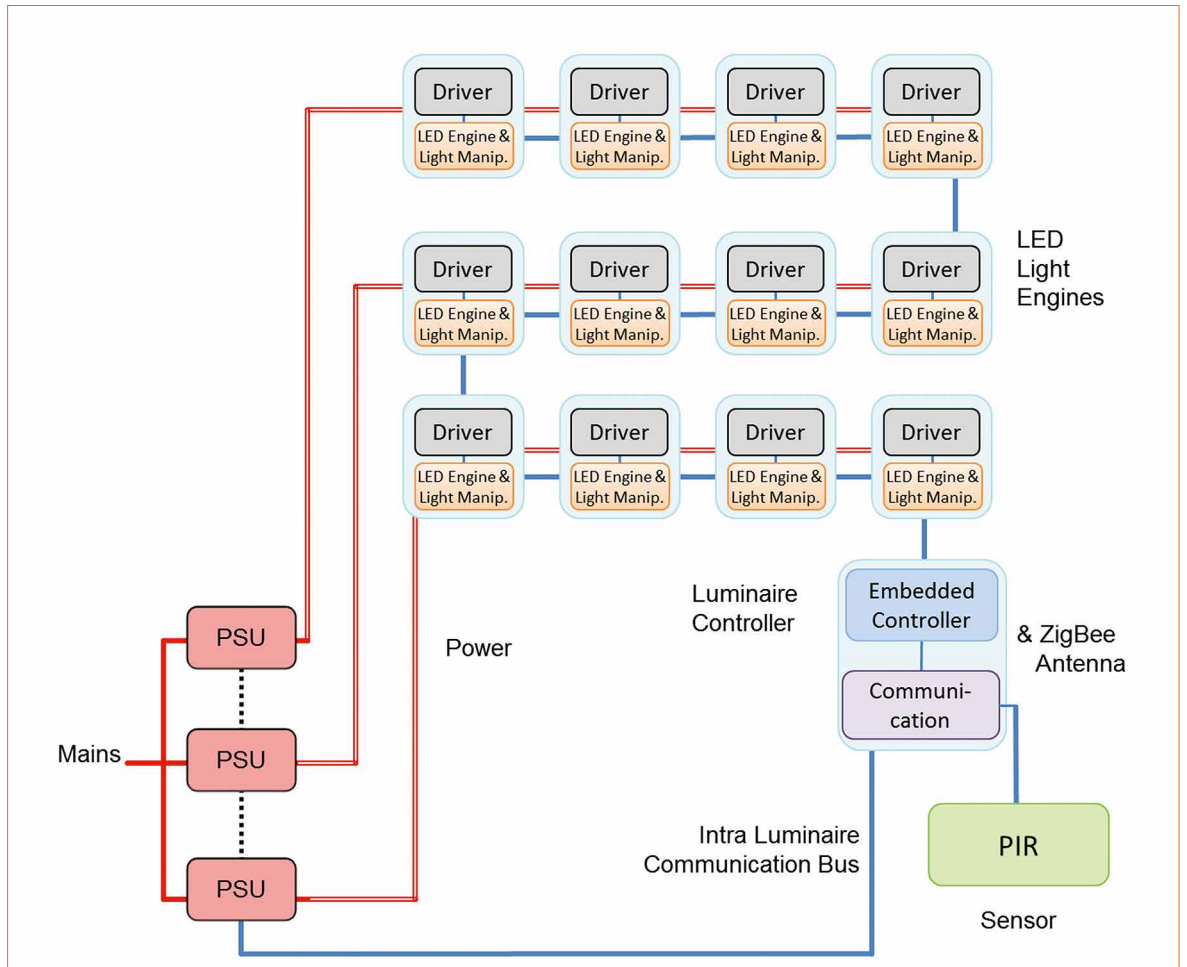 Driver
Driver
Driver
Driver
LED Engine &
Light Manip.
LED Engine &
Light Manip.
LED Engine &
Light Manip.
LED Engine &
Light Manip.
LED
Light
Engines
Driver
Driver
Driver
Driver
LED Engine &
Light Manip.
LED Engine &
Light Manip.
LED Engine &
Light Manip.
LED Engine &
Light Manip.
Driver
Driver
Driver
Driver
LED Engine &
Light Manip.
LED Engine &
Light Manip.
LED Engine &
Light Manip.
LED Engine &
Light Manip.
Luminaire
Controller
Embedded
Controller
& ZigBee
Antenna
Communi-
cation
Power
PSU
Mains
PSU
PSU
Intra Luminaire
Communication Bus
PIR
Sensor